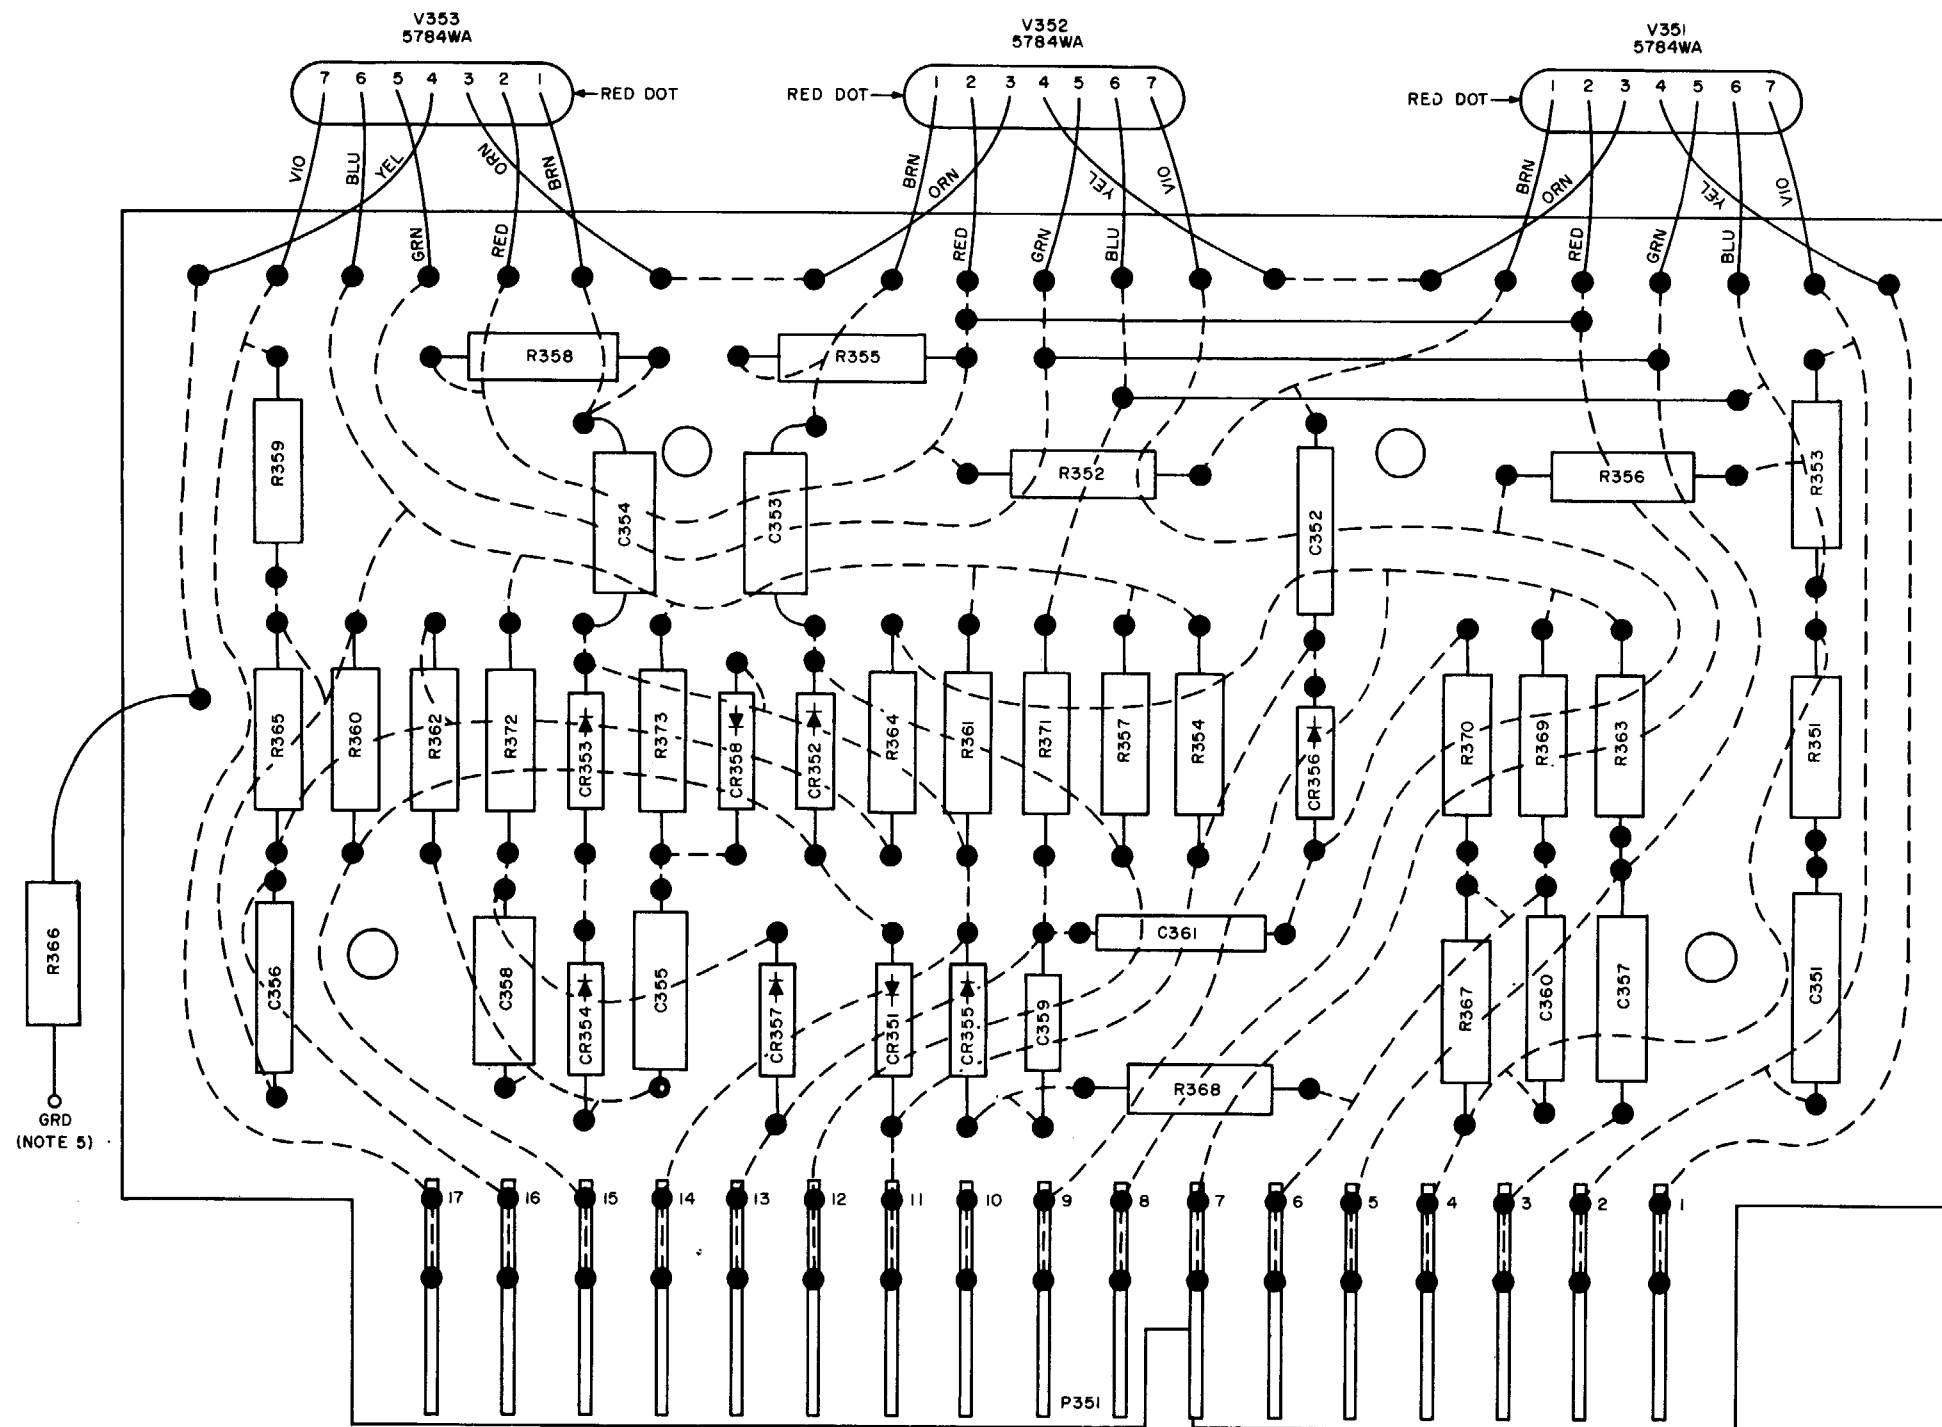 V353
5784WA
V352
5784WA
V351
5784WA
7 6 5 4 3 2 1
RED DOT
RED DOT
1 2 3 4 5 6 7
RED DOT
1 2 3 4 5 6 7
VIO
BLU
YEL
GRN
RED
ORN
BRN
BRN
ORN
RED
GRN
YEL
BLU
VIO
BRN
ORN
RED
GRN
YEL
BLU
VIO
R358
R355
R359
C354
C353
R352
C352
R356
R353
R365
R360
R362
R372
CR353
R373
CR358
CR352
R364
R361
R371
R357
R354
CR356
R370
R369
R363
R351
R366
C356
C358
CR354
C355
CR357
CR351
CR355
C359
C361
R368
R367
C360
C357
C351
GRD
(NOTE 5)
17 16 15 14 13 12 11 10 9 8 7 6 5 4 3 2 1
P351